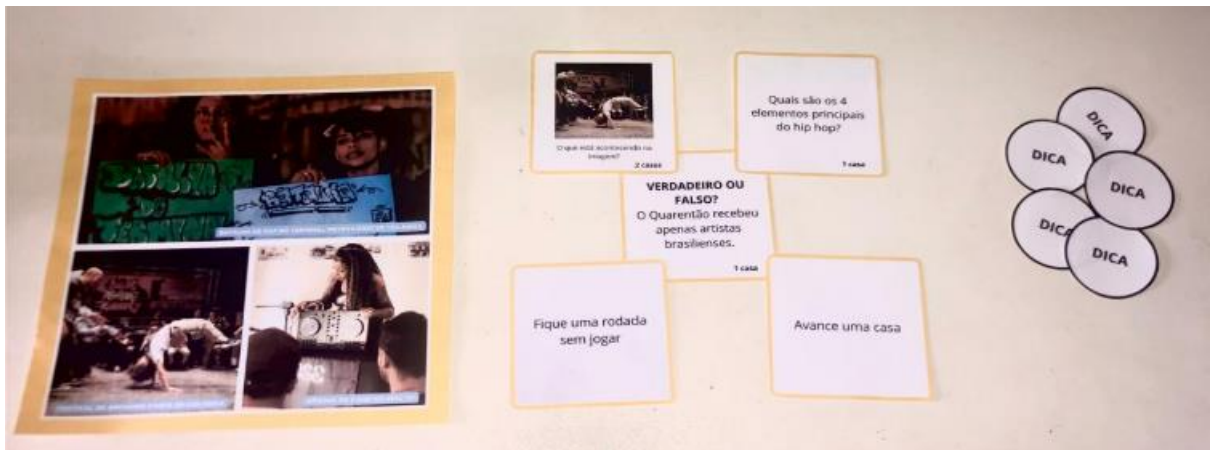 O que está acontecendo na
imagem?
2 casas
Quais são os 4
elementos principais
do hip hop?
1 casa
VERDADEIRO OU
FALSO?
O Quarentão recebeu
apenas artistas
brasilienses.
1 casa
Fique uma rodada
sem jogar
Avance uma casa
DICA
DICA
DICA
DICA
DICA